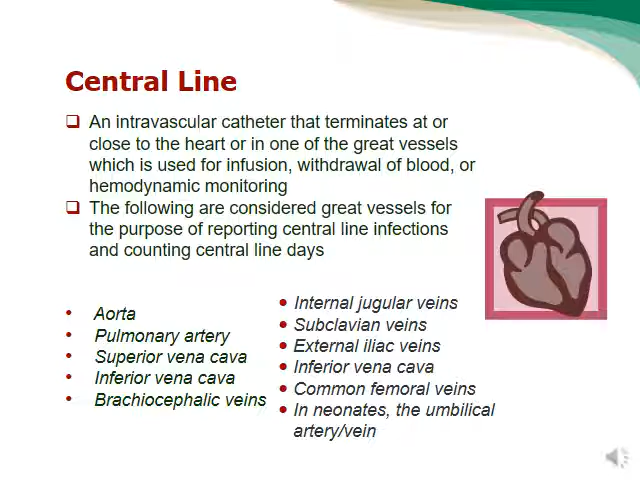 Central Line
An intravascular catheter that terminates at or
close to the heart or in one of the great vessels
which is used for infusion, withdrawal of blood, or
hemodynamic monitoring
The following are considered great vessels for
the purpose of reporting central line infections
and counting central line days
• Aorta
• Pulmonary artery
• Superior vena cava
• Inferior vena cava
• Brachiocephalic veins
• Internal jugular veins
• Subclavian veins
• External iliac veins
• Inferior vena cava
• Common femoral veins
• In neonates, the umbilical
artery/vein